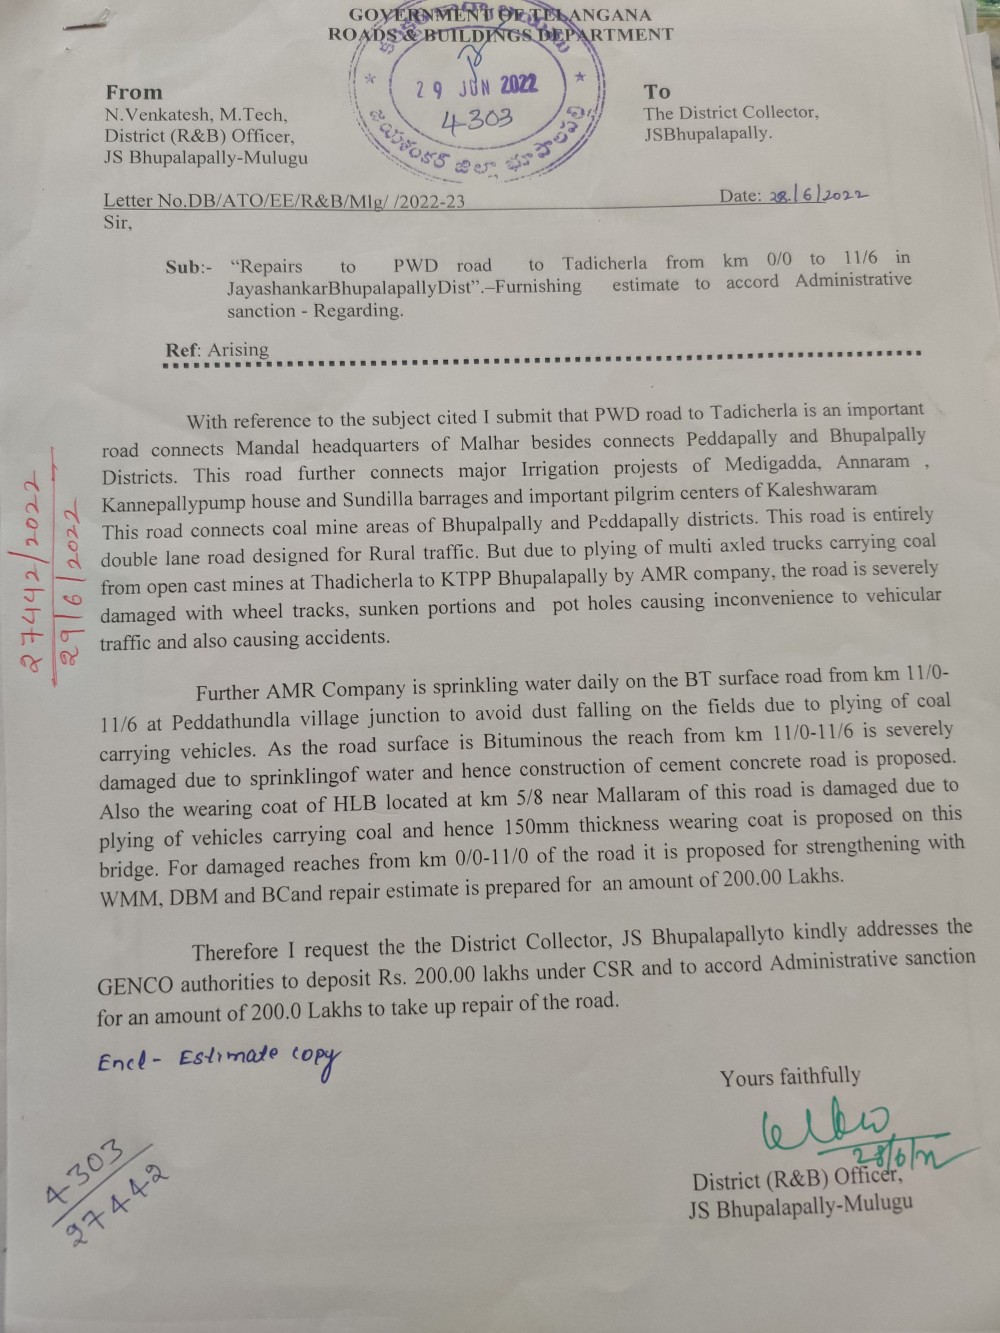 GOVERNMENT OF TELANGANA
ROADS & BUILDINGS DEPARTMENT
29 JUN 2022
4303
జయశంకర్ జిల్లా భూపాలపల్లి
From
N.Venkatesh, M.Tech,
District (R&B) Officer,
JS Bhupalapally-Mulugu
To
The District Collector,
JSBhupalapally.
Letter No.DB/ATO/EE/R&B/Mlg/ /2022-23
Date: 28/6/2022
Sir,
Sub:- “Repairs to PWD road to Tadicherla from km 0/0 to 11/6 in
JayashankarBhupalapallyDist”.–Furnishing estimate to accord Administrative
sanction - Regarding.
Ref: Arising
With reference to the subject cited I submit that PWD road to Tadicherla is an important
road connects Mandal headquarters of Malhar besides connects Peddapally and Bhupalpally
Districts. This road further connects major Irrigation projests of Medigadda, Annaram ,
Kannepallypump house and Sundilla barrages and important pilgrim centers of Kaleshwaram
This road connects coal mine areas of Bhupalpally and Peddapally districts. This road is entirely
double lane road designed for Rural traffic. But due to plying of multi axled trucks carrying coal
from open cast mines at Thadicherla to KTPP Bhupalapally by AMR company, the road is severely
damaged with wheel tracks, sunken portions and pot holes causing inconvenience to vehicular
traffic and also causing accidents.
27442/2022
29/6/2022
Further AMR Company is sprinkling water daily on the BT surface road from km 11/0-
11/6 at Peddathundla village junction to avoid dust falling on the fields due to plying of coal
carrying vehicles. As the road surface is Bituminous the reach from km 11/0-11/6 is severely
damaged due to sprinklingof water and hence construction of cement concrete road is proposed.
Also the wearing coat of HLB located at km 5/8 near Mallaram of this road is damaged due to
plying of vehicles carrying coal and hence 150mm thickness wearing coat is proposed on this
bridge. For damaged reaches from km 0/0-11/0 of the road it is proposed for strengthening with
WMM, DBM and BCand repair estimate is prepared for an amount of 200.00 Lakhs.
Therefore I request the the District Collector, JS Bhupalapallyto kindly addresses the
GENCO authorities to deposit Rs. 200.00 lakhs under CSR and to accord Administrative sanction
for an amount of 200.0 Lakhs to take up repair of the road.
Encl- Estimate copy
Yours faithfully
28/6/22
District (R&B) Officer,
JS Bhupalapally-Mulugu
4303
27442